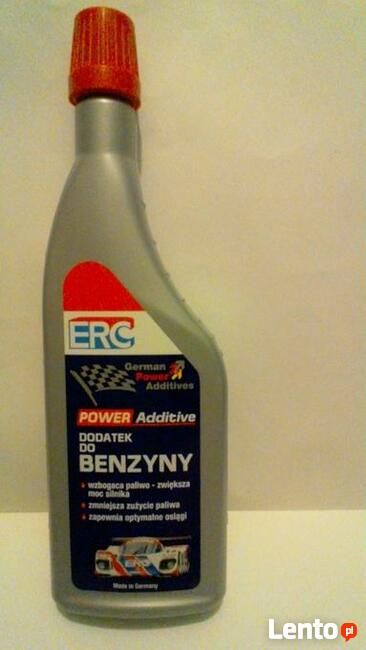 ERC
German
Power
Additives
POWER Additive
DODATEK
DO
BENZYNY
• wzbogaca paliwo - zwiększa
moc silnika
• zmniejsza zużycie paliwa
• zapewnia optymalne osiągi
ERC
Made in Germany
Lento.pl